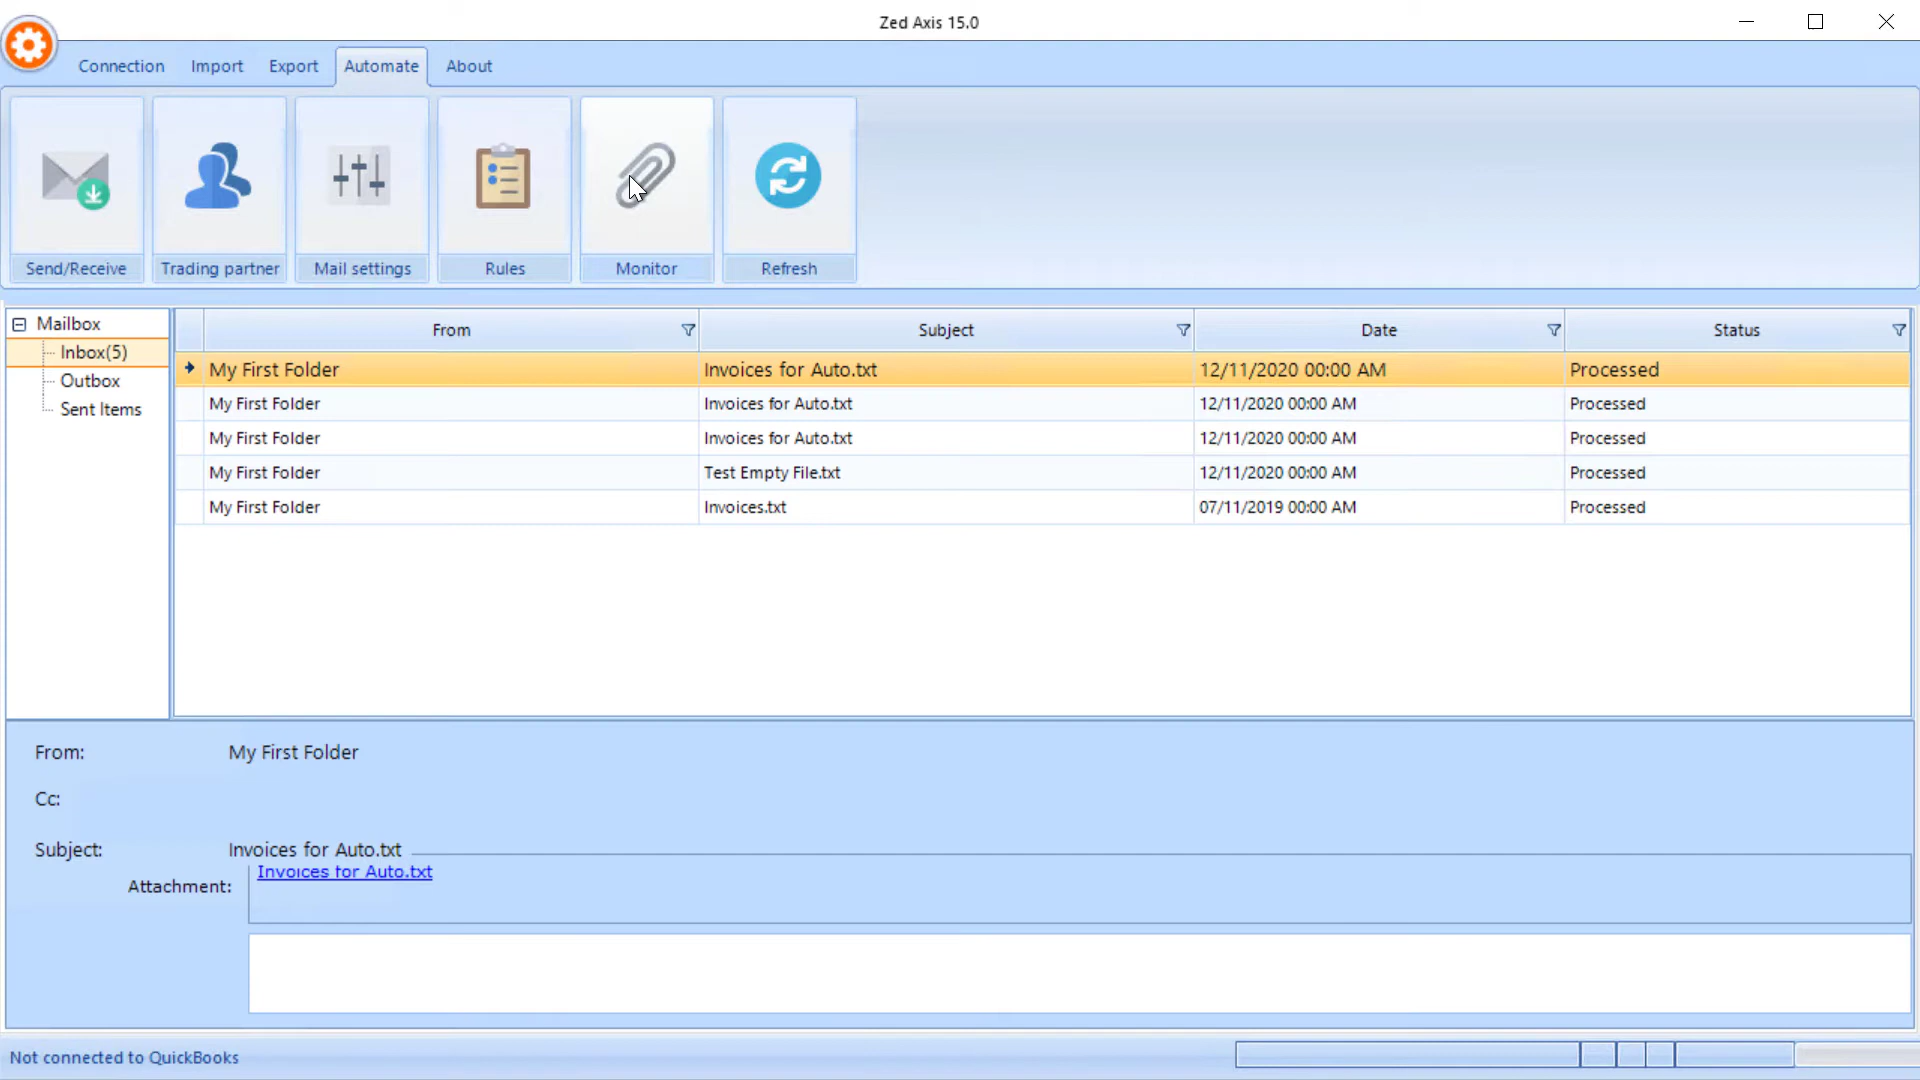 Zed Axis 15.0
Connection Import Export Automate About
Send/Receive Trading partner Mail settings Rules Monitor Refresh
Mailbox
Inbox(5)
Outbox
Sent Items
From Subject Date Status
My First Folder Invoices for Auto.txt 12/11/2020 00:00 AM Processed
My First Folder Invoices for Auto.txt 12/11/2020 00:00 AM Processed
My First Folder Invoices for Auto.txt 12/11/2020 00:00 AM Processed
My First Folder Test Empty File.txt 12/11/2020 00:00 AM Processed
My First Folder Invoices.txt 07/11/2019 00:00 AM Processed
From: My First Folder
Cc:
Subject: Invoices for Auto.txt
Attachment: Invoices for Auto.txt
Not connected to QuickBooks